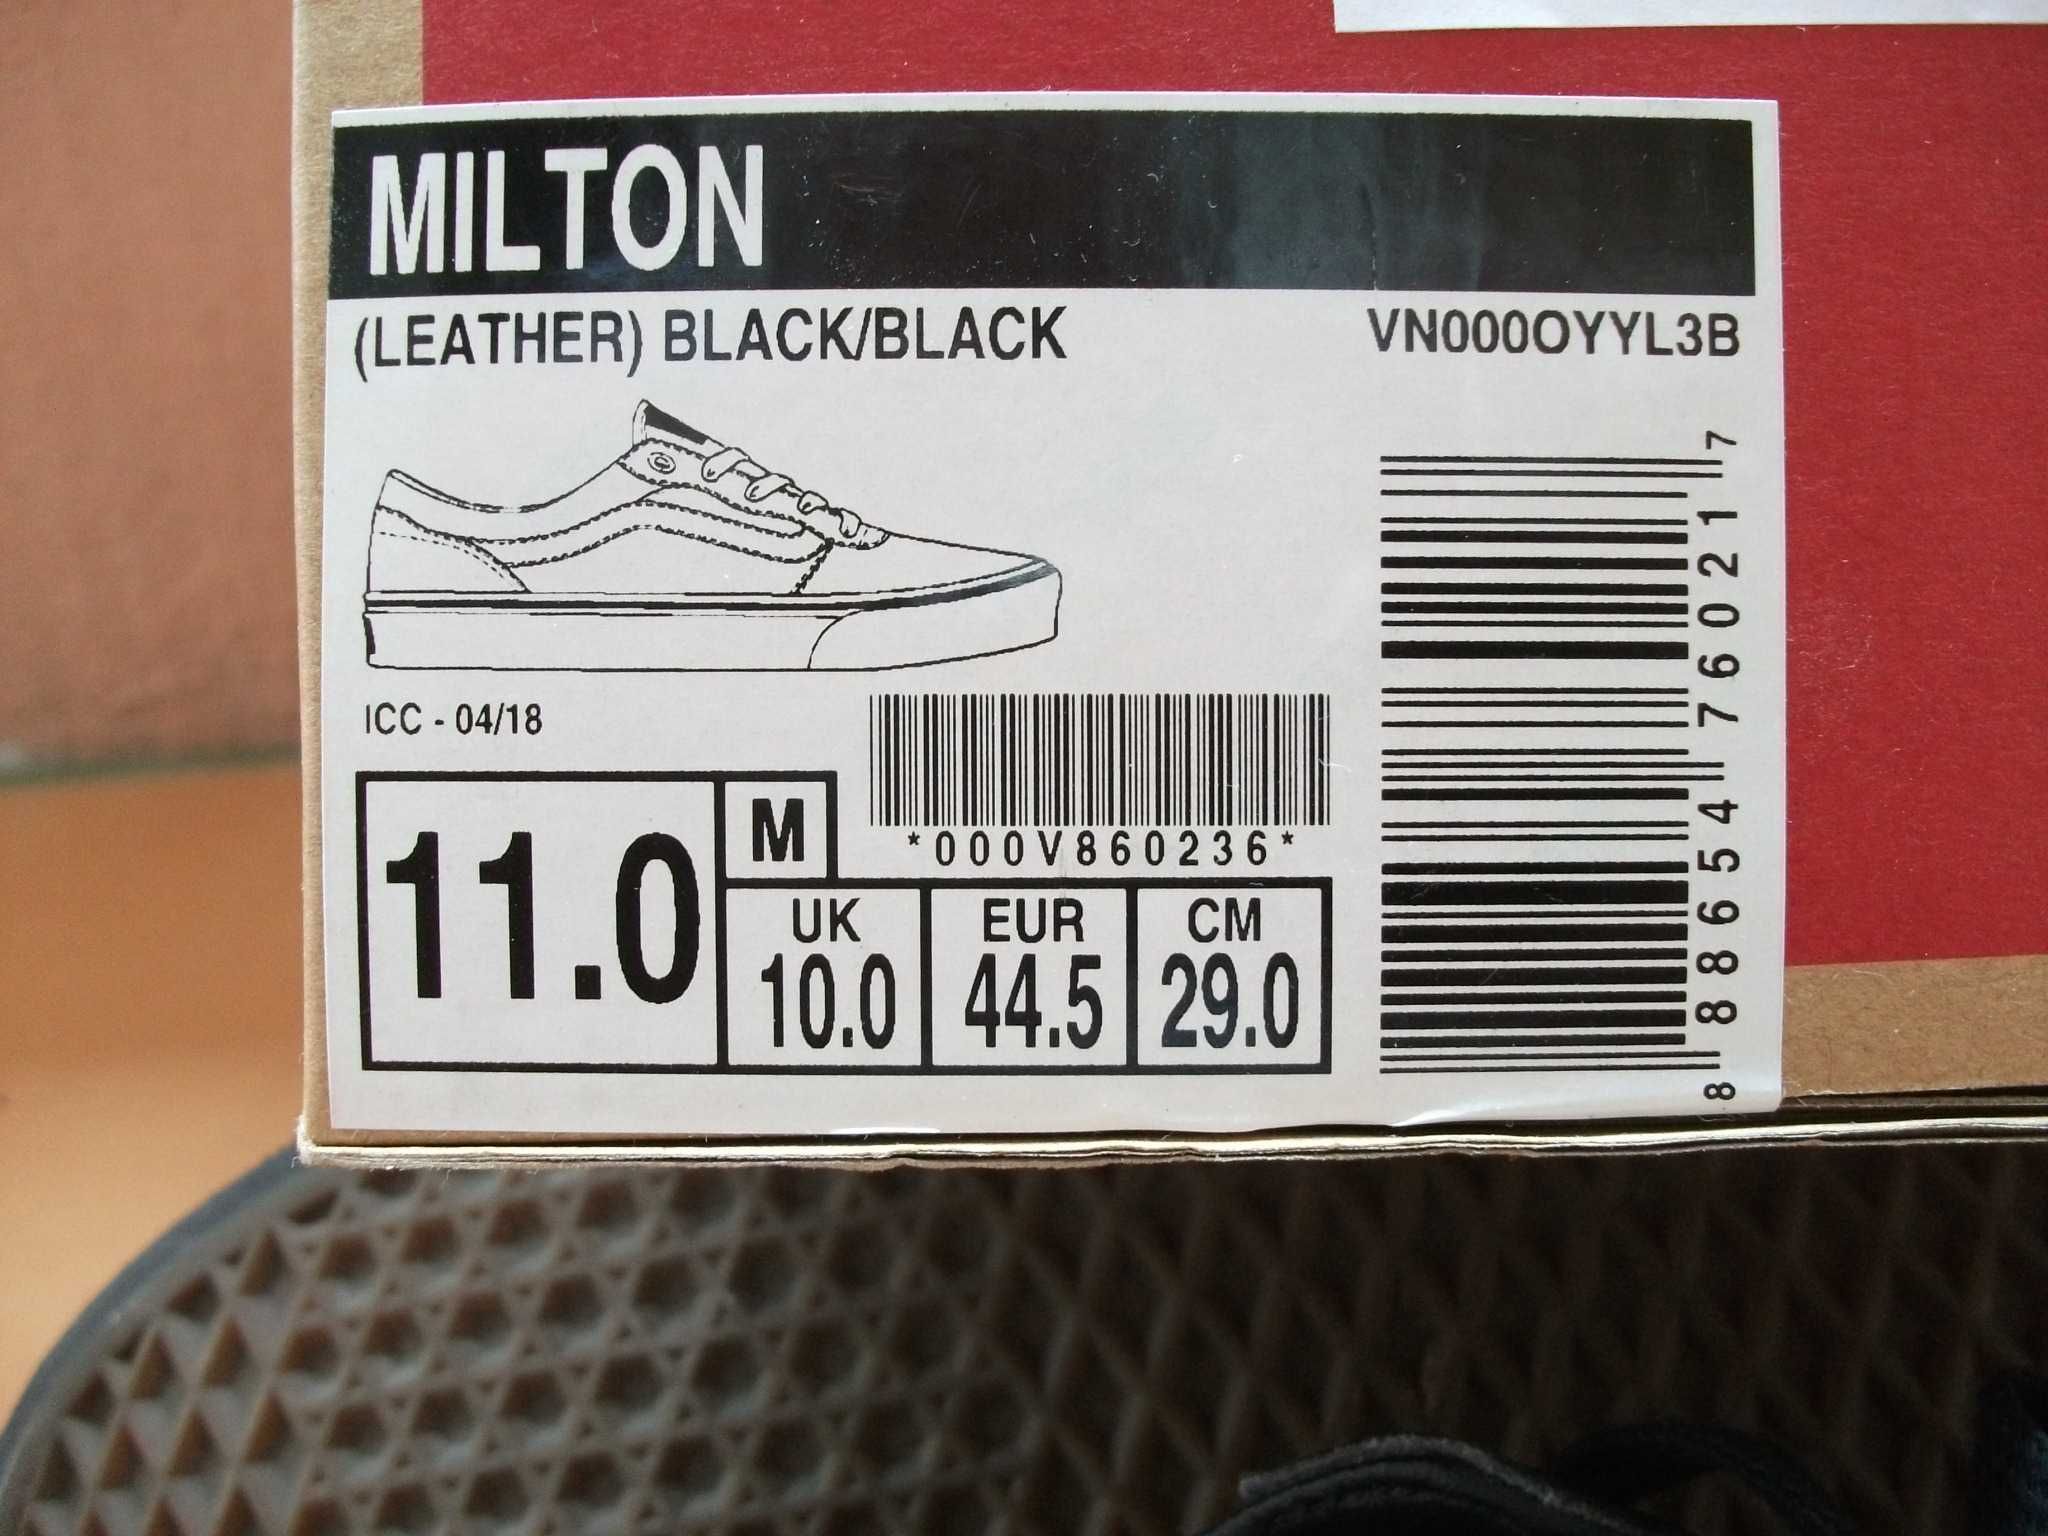 MILTON
(LEATHER) BLACK/BLACK
VN000OYYL3B
ICC - 04/18
*000V860236*
11.0
M
UK
10.0
EUR
44.5
CM
29.0
8 88654 76021 7